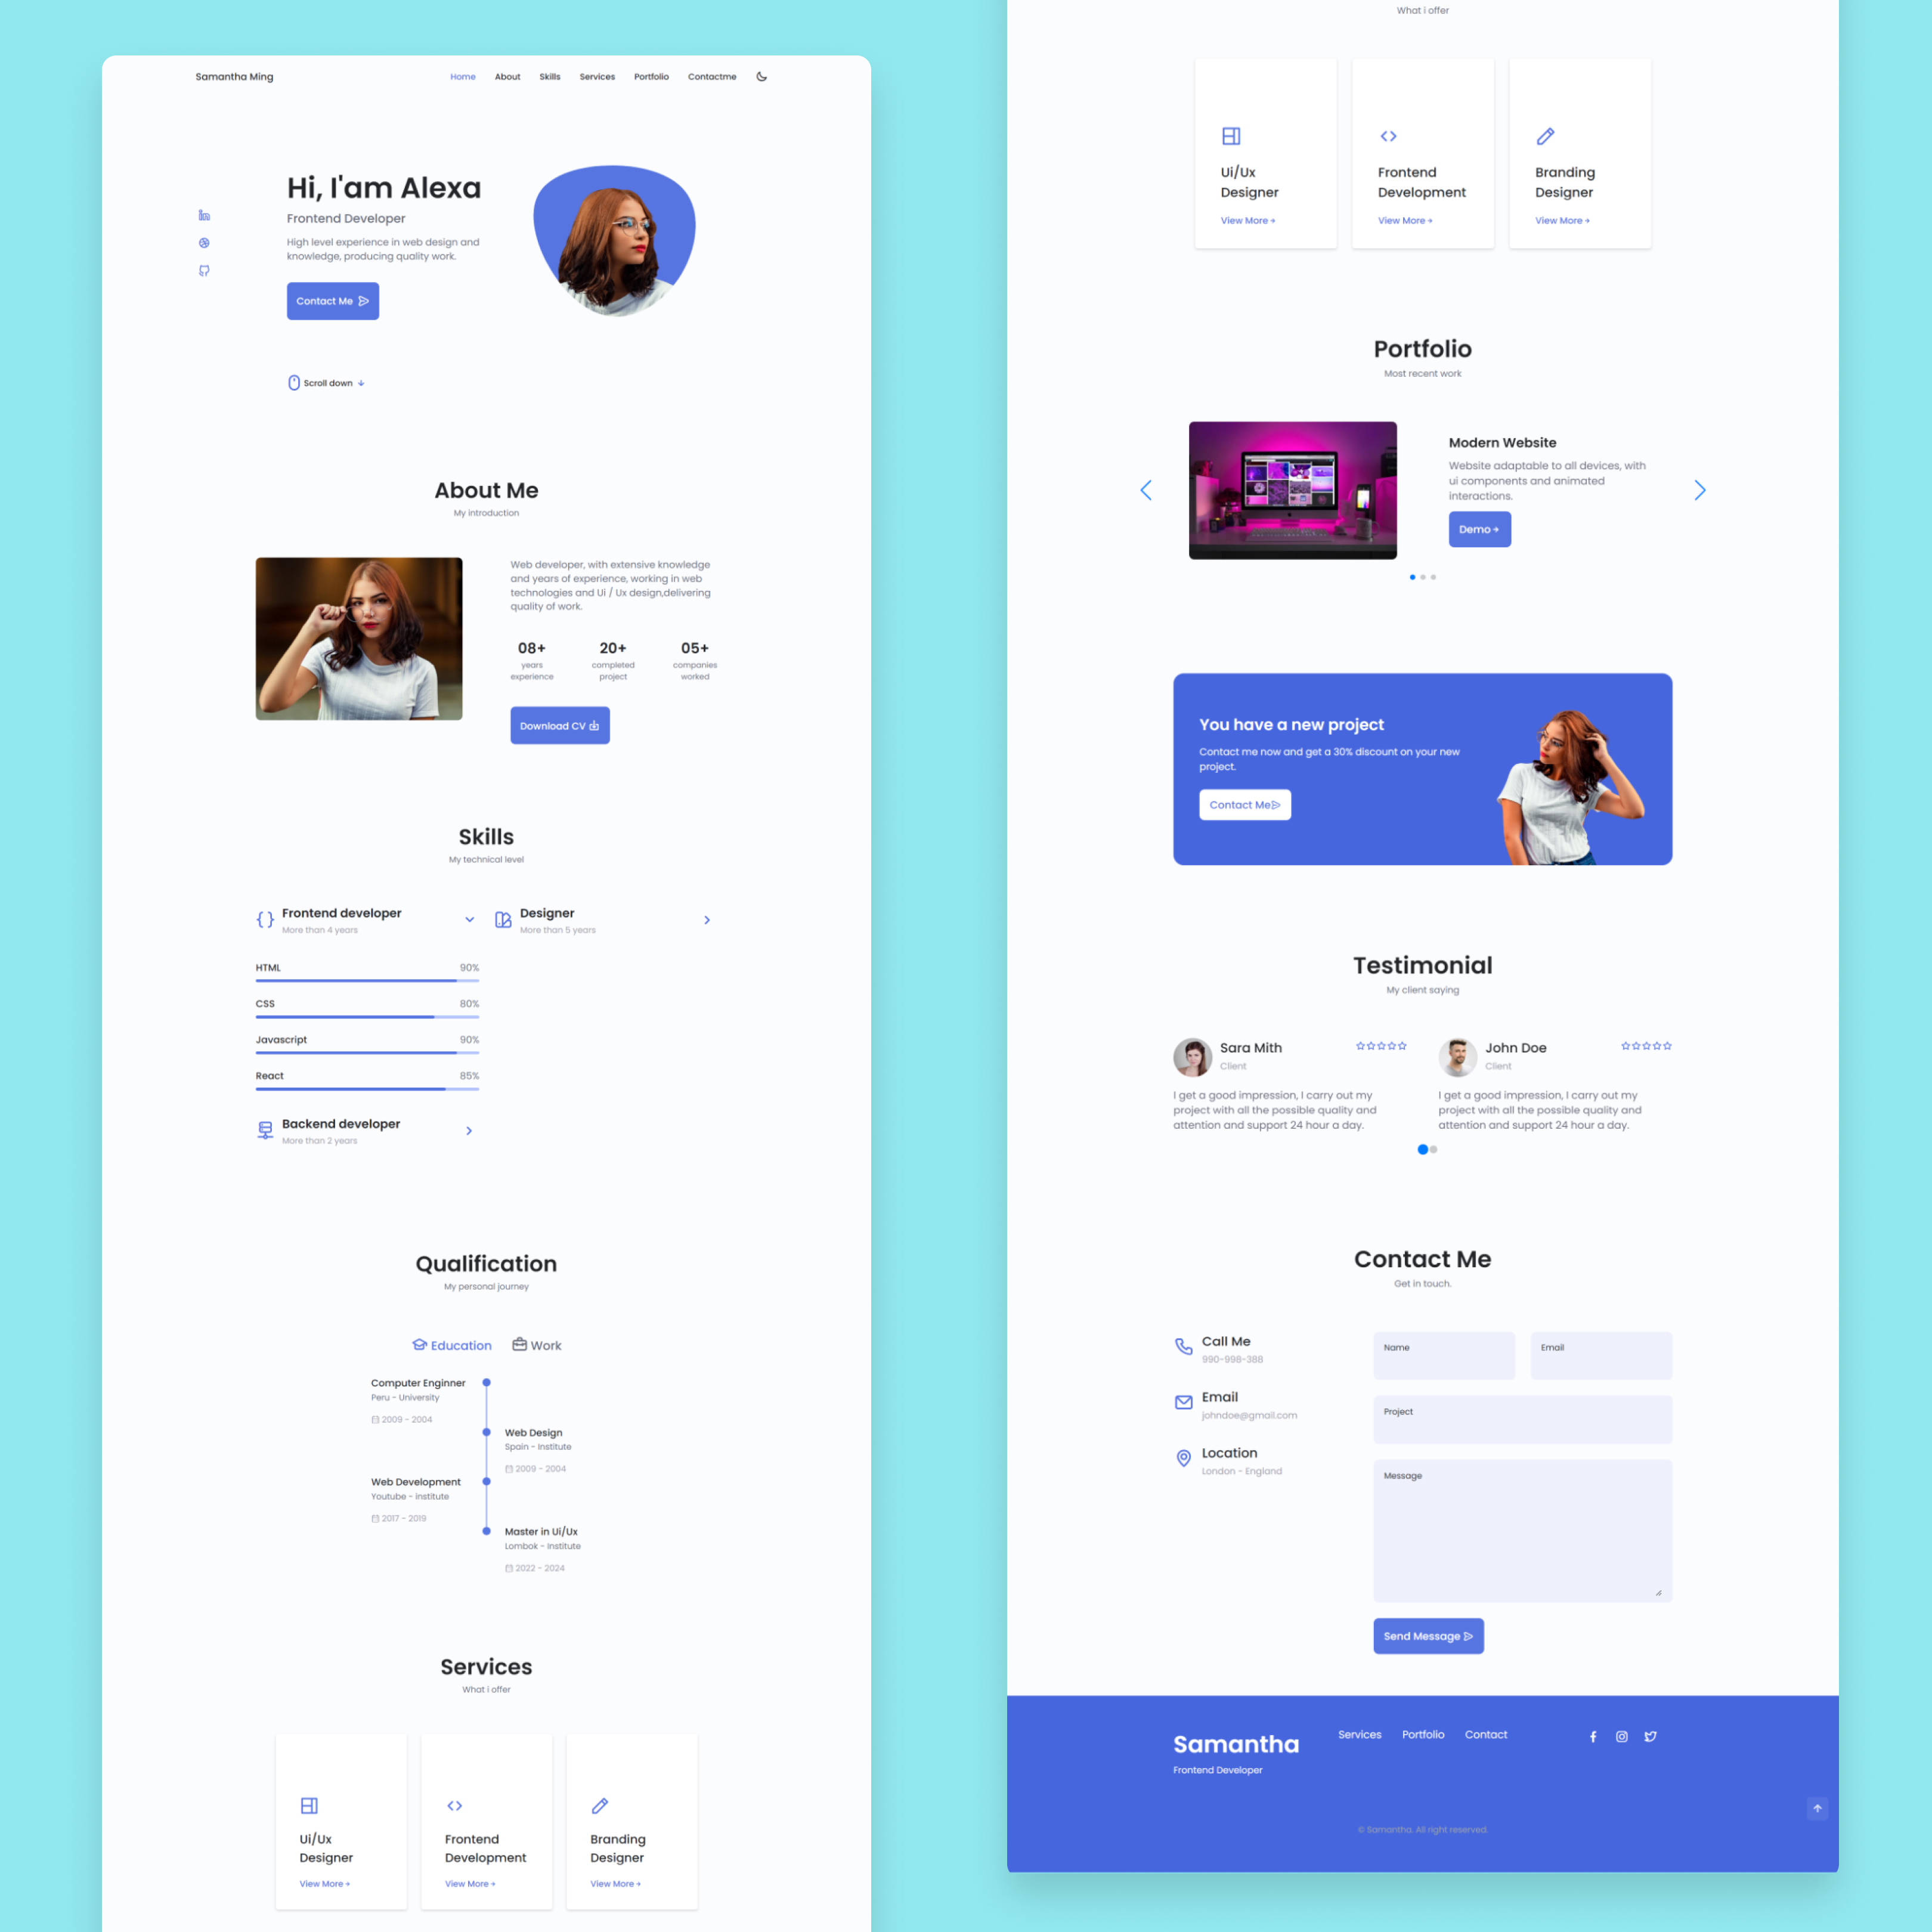 Samantha Ming
Home About Skills Services Portfolio Contactme
Hi, I'am Alexa
Frontend Developer
High level experience in web design and
knowledge, producing quality work.
Contact Me
Scroll down
About Me
My introduction
Web developer, with extensive knowledge
and years of experience, working in web
technologies and Ui / Ux design,delivering
quality of work.
08+ 20+ 05+
years completed companies
experience project worked
Download CV
Skills
My technical level
Frontend developer
More than 4 years
Designer
More than 5 years
HTML 90%
CSS 80%
Javascript 90%
React 85%
Backend developer
More than 2 years
Qualification
My personal journey
Education Work
Computer Enginner
Peru - University
2009 - 2004
Web Design
Spain - Institute
2009 - 2004
Web Development
Youtube - institute
2017 - 2019
Master in Ui/Ux
Lombok - Institute
2022 - 2024
Services
What i offer
Ui/Ux
Designer
View More
Frontend
Development
View More
Branding
Designer
View More
What i offer
Ui/Ux
Designer
View More
Frontend
Development
View More
Branding
Designer
View More
Portfolio
Most recent work
Modern Website
Website adaptable to all devices, with
ui components and animated
interactions.
Demo
You have a new project
Contact me now and get a 30% discount on your new
project.
Contact Me
Testimonial
My client saying
Sara Mith
Client
I get a good impression, I carry out my
project with all the possible quality and
attention and support 24 hour a day.
John Doe
Client
I get a good impression, I carry out my
project with all the possible quality and
attention and support 24 hour a day.
Contact Me
Get in touch.
Call Me
990-998-388
Email
johndoe@gmail.com
Location
London - England
Name
Email
Project
Message
Send Message
Samantha
Frontend Developer
Services Portfolio Contact
© Samantha. All right reserved.